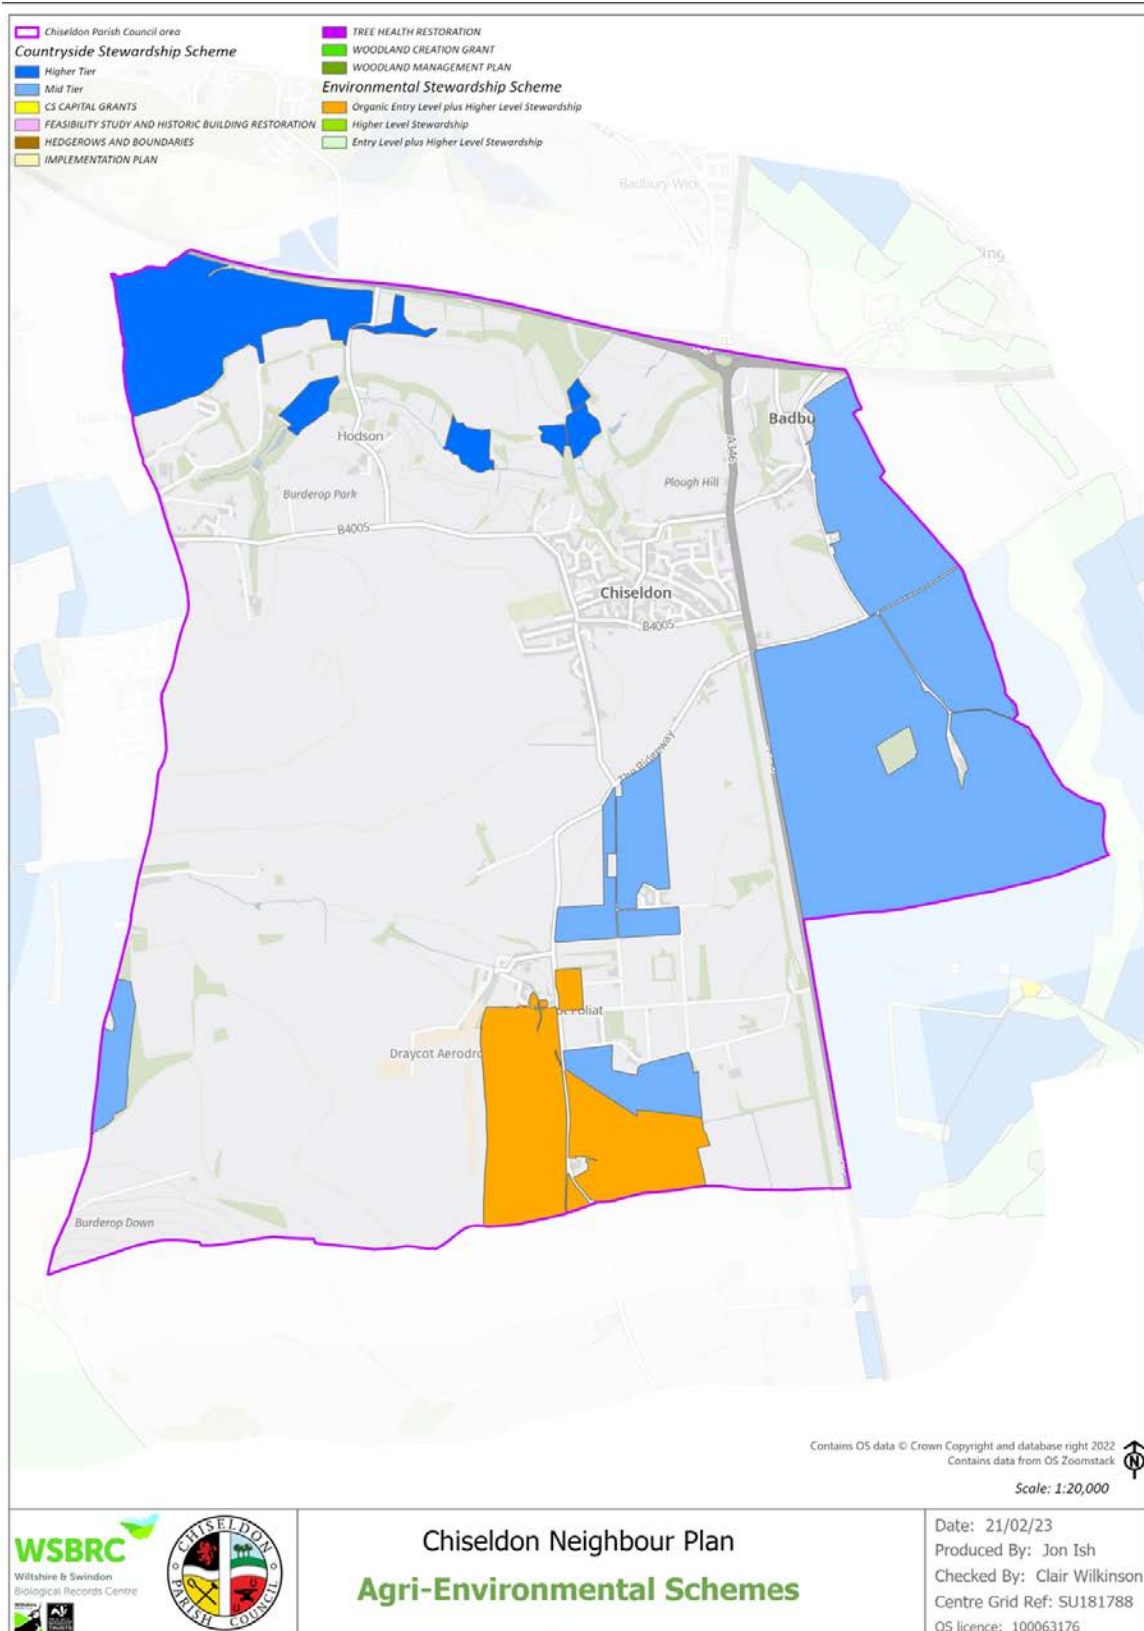 Chiseldon Parish Council area
Countryside Stewardship Scheme
Higher Tier
Mid Tier
CS CAPITAL GRANTS
FEASIBILITY STUDY AND HISTORIC BUILDING RESTORATION
HEDGEROWS AND BOUNDARIES
IMPLEMENTATION PLAN
TREE HEALTH RESTORATION
WOODLAND CREATION GRANT
WOODLAND MANAGEMENT PLAN
Environmental Stewardship Scheme
Organic Entry Level plus Higher Level Stewardship
Higher Level Stewardship
Entry Level plus Higher Level Stewardship
Badbury Wick
ing
Badbu
Hodson
A346
Plough Hill
Burderop Park
B4005
Chiseldon
B4005
The Ridgeway
Foliat
Draycot Aerodro
Burderop Down
Contains OS data © Crown Copyright and database right 2022
Contains data from OS Zoomstack
N
Scale: 1:20,000
WSBRC
Wiltshire & Swindon
Biological Records Centre
CHISELDON
PARISH COUNCIL
Chiseldon Neighbour Plan
Agri-Environmental Schemes
Date: 21/02/23
Produced By: Jon Ish
Checked By: Clair Wilkinson
Centre Grid Ref: SU181788
OS licence: 100063176